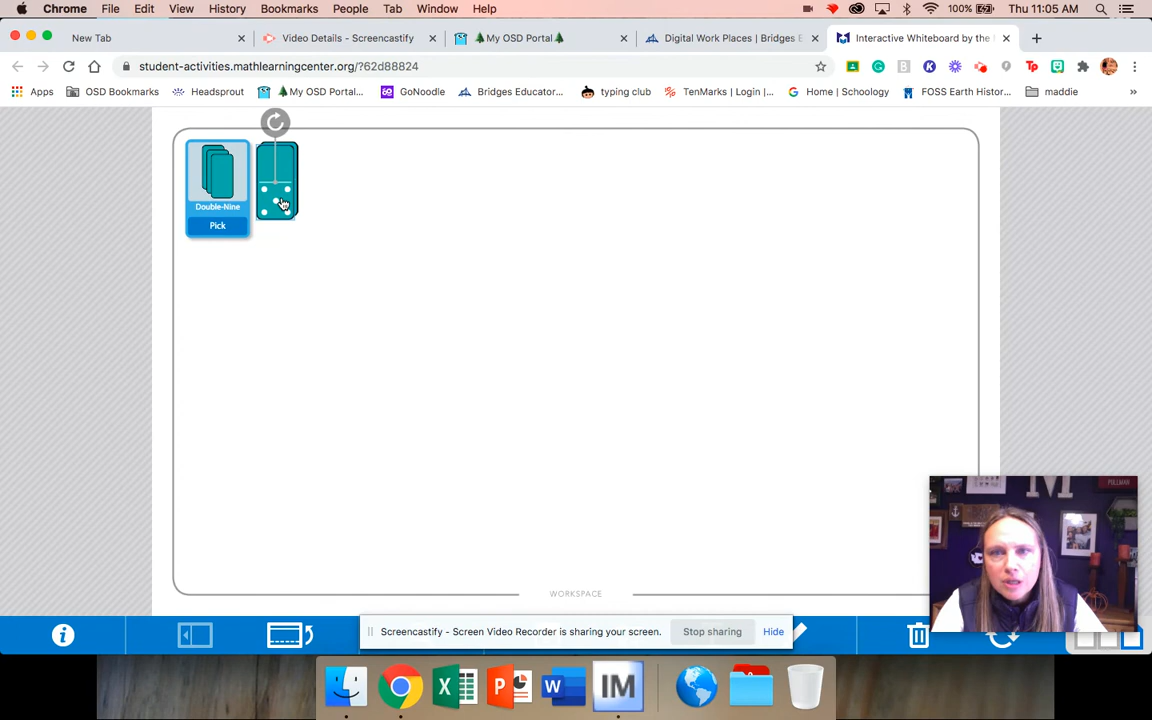 Chrome File Edit View History Bookmarks People Tab Window Help 100% Thu 11:05 AM
New Tab Video Details - Screencastify My OSD Portal Digital Work Places | Bridges E Interactive Whiteboard by the
student-activities.mathlearningcenter.org/?62d88824
Apps OSD Bookmarks Headsprout My OSD Portal... GoNoodle Bridges Educator... typing club TenMarks | Login |... Home | Schoology FOSS Earth Histor... maddie »
Double-Nine
Pick
PULLMAN
M
WORKSPACE
Screencastify - Screen Video Recorder is sharing your screen. Stop sharing Hide
X P W IM